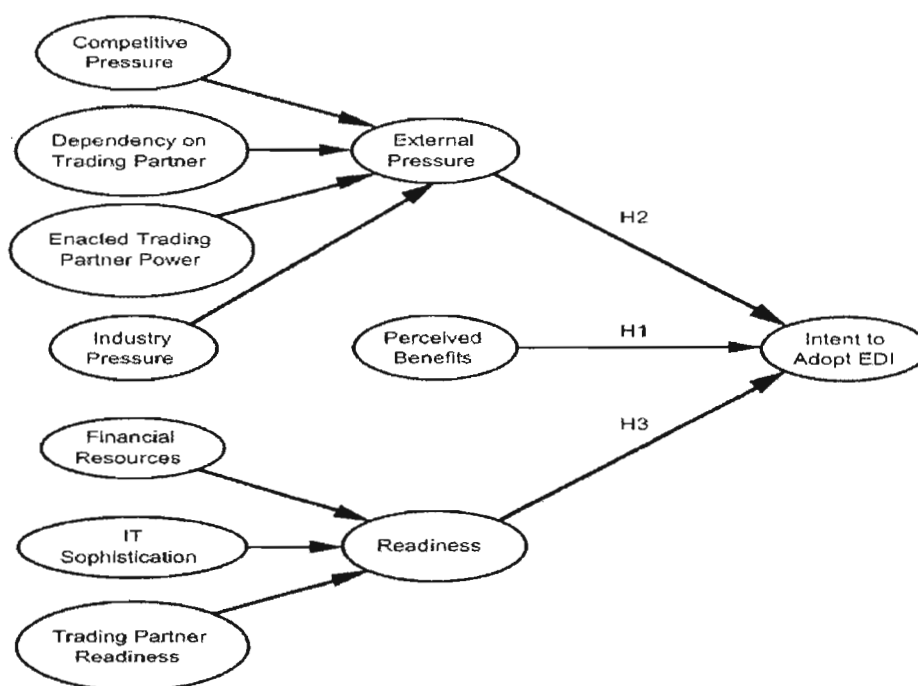 Competitive
Pressure
Dependency on
Trading Partner
External
Pressure
Enacted Trading
Partner Power
H2
Industry
Pressure
Perceived
Benefits
H1
Intent to
Adopt EDI
H3
Financial
Resources
IT
Sophistication
Readiness
Trading Partner
Readiness